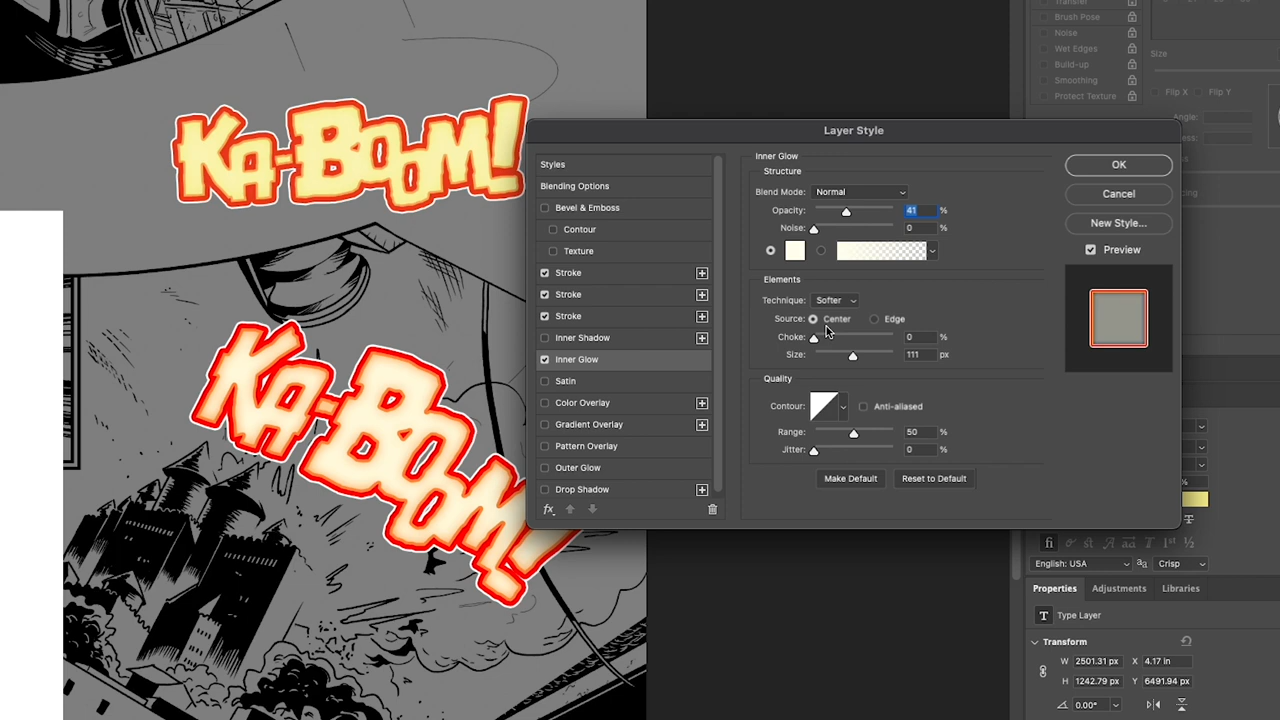 Transfer
Brush Pose
Noise
Wet Edges
Build-up
Smoothing
Protect Texture
Size
Flip X
Flip Y
Angle:
KA-BOOM!
KA-BOOM!
Layer Style
Styles
Blending Options
Bevel & Emboss
Contour
Texture
Stroke
Stroke
Stroke
Inner Shadow
Inner Glow
Satin
Color Overlay
Gradient Overlay
Pattern Overlay
Outer Glow
Drop Shadow
fx
Inner Glow
Structure
Blend Mode: Normal
Opacity: 41 %
Noise: 0 %
Elements
Technique: Softer
Source: Center Edge
Choke: 0 %
Size: 111 px
Quality
Contour: Anti-aliased
Range: 50 %
Jitter: 0 %
Make Default Reset to Default
OK
Cancel
New Style...
Preview
English: USA
Crisp
Properties Adjustments Libraries
T Type Layer
Transform
W 2501.31 px X 4.17 in
H 1242.79 px Y 6491.94 px
0.00°